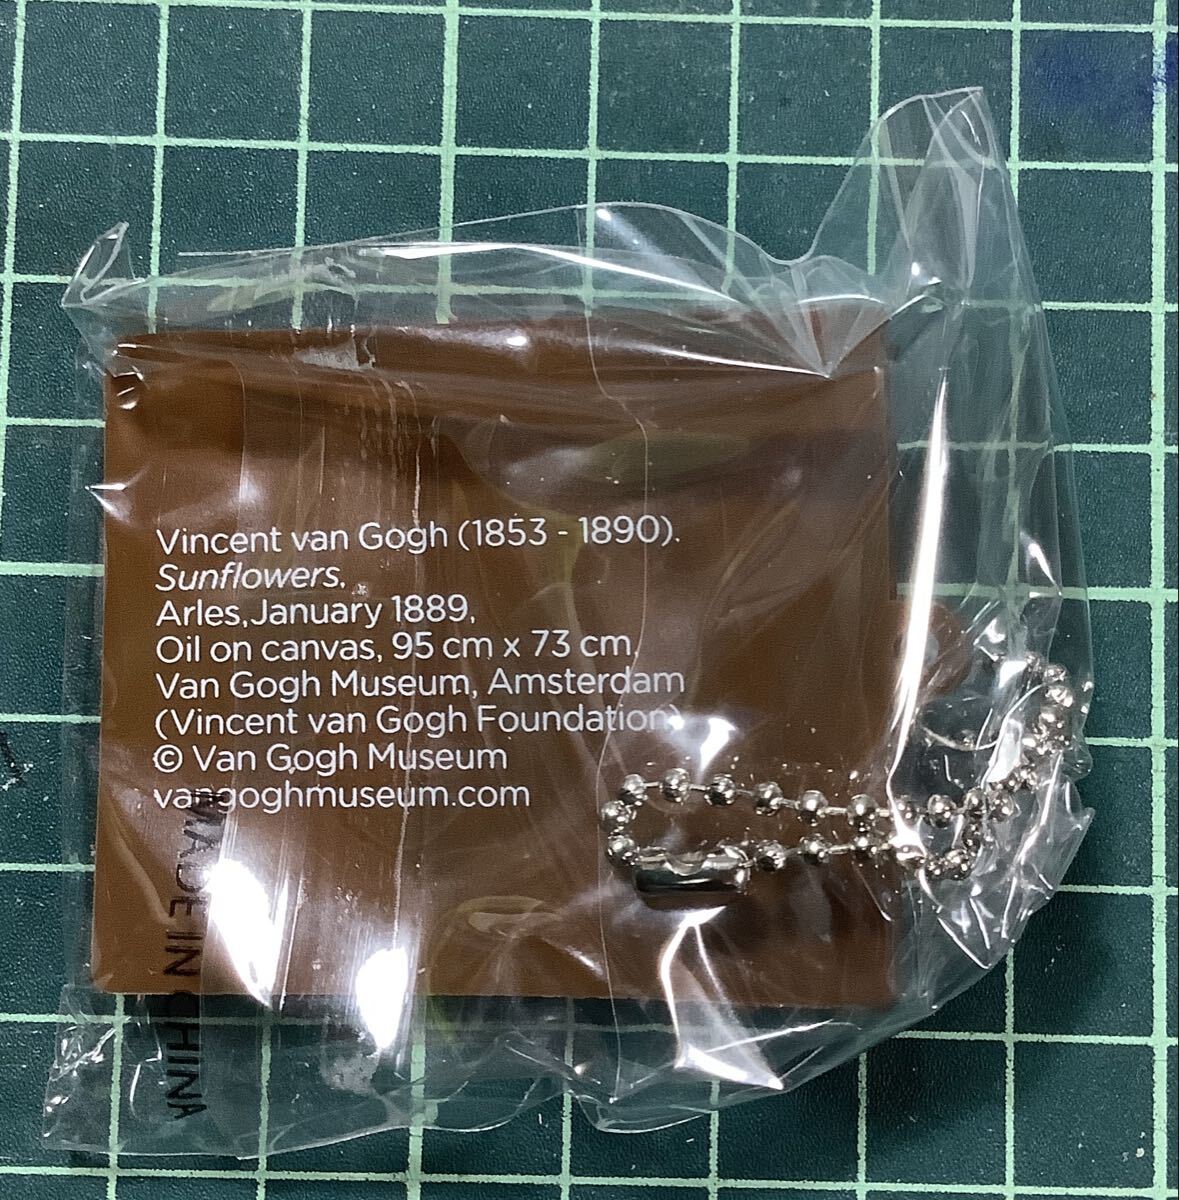 Vincent van Gogh (1853 - 1890).
Sunflowers.
Arles,January 1889,
Oil on canvas, 95 cm x 73 cm,
Van Gogh Museum, Amsterdam
(Vincent van Gogh Foundation)
© Van Gogh Museum
vangoghmuseum.com
MADE IN CHINA